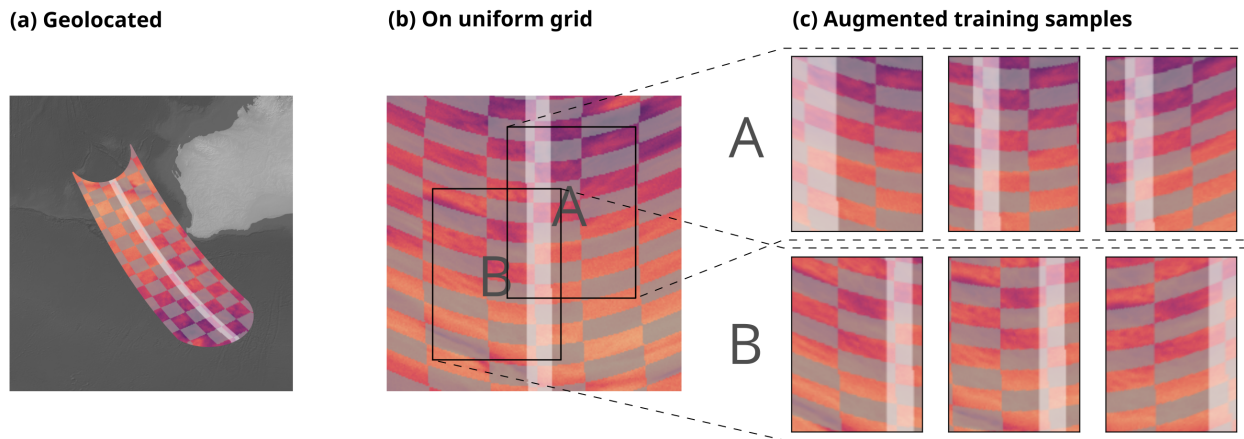 (a) Geolocated
(b) On uniform grid
(c) Augmented training samples
A
B
A
B